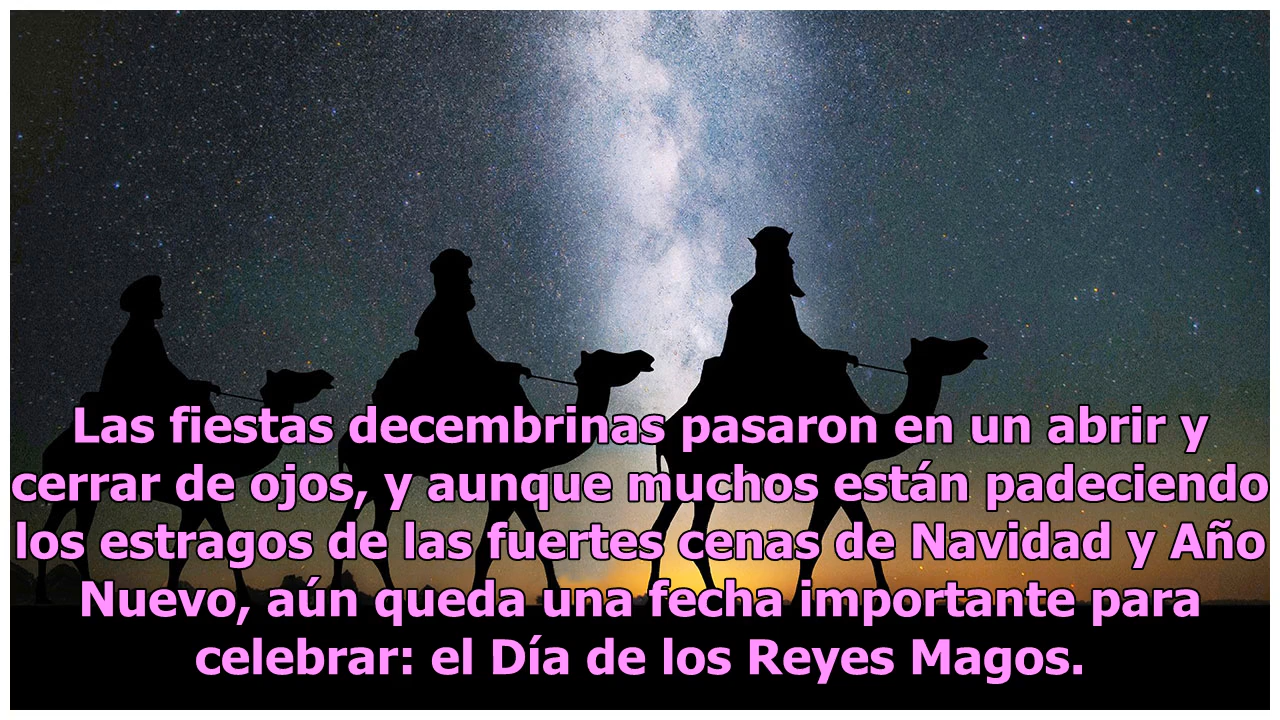 Las fiestas decembrinas pasaron en un abrir y
cerrar de ojos, y aunque muchos están padeciendo
los estragos de las fuertes cenas de Navidad y Año
Nuevo, aún queda una fecha importante para
celebrar: el Día de los Reyes Magos.